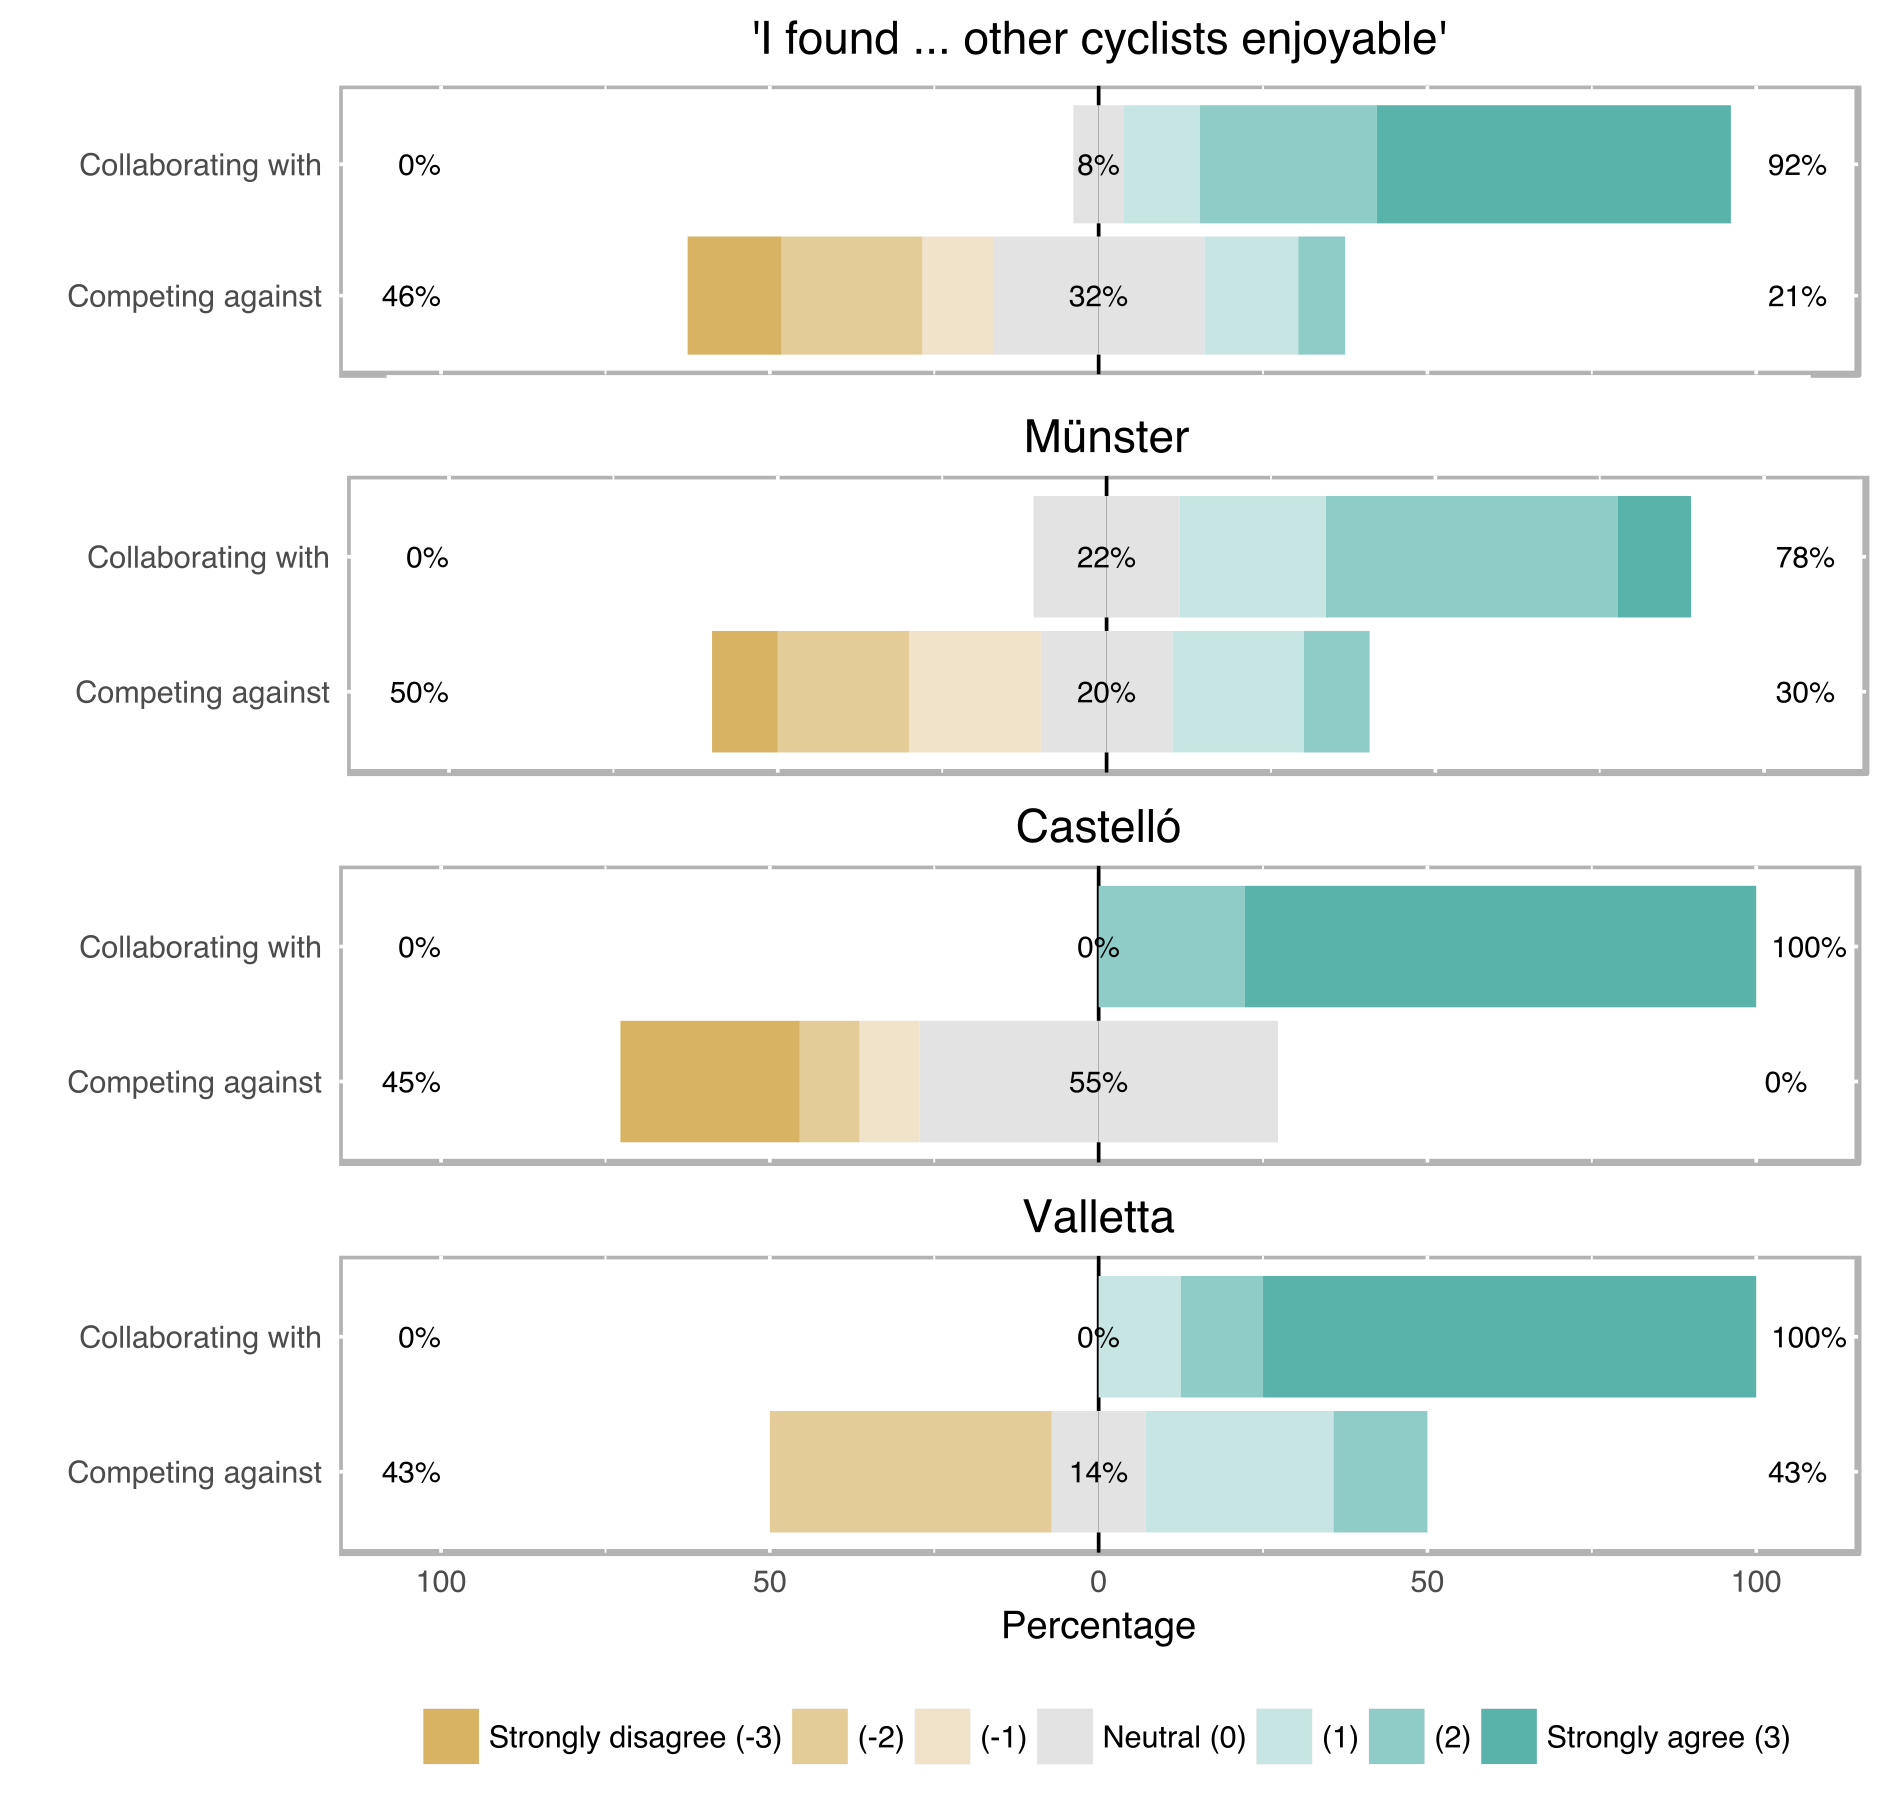 'I found ... other cyclists enjoyable'
Collaborating with 0% 8% 92%
Competing against 46% 32% 21%
Münster
Collaborating with 0% 22% 78%
Competing against 50% 20% 30%
Castelló
Collaborating with 0% 0% 100%
Competing against 45% 55% 0%
Valletta
Collaborating with 0% 0% 100%
Competing against 43% 14% 43%
100 50 0 50 100
Percentage
Strongly disagree (-3) (-2) (-1) Neutral (0) (1) (2) Strongly agree (3)